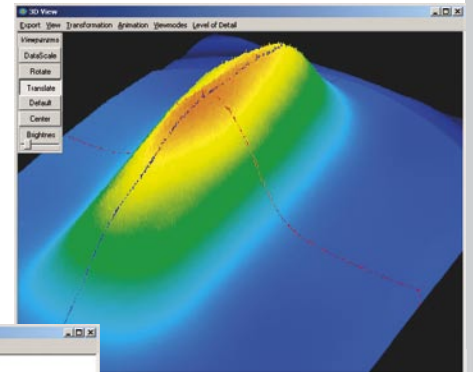 3D View
Export View Transformation Animation Viewmodes Level of Detail
Viewparams
DataScale
Rotate
Translate
Default
Center
Brightnes